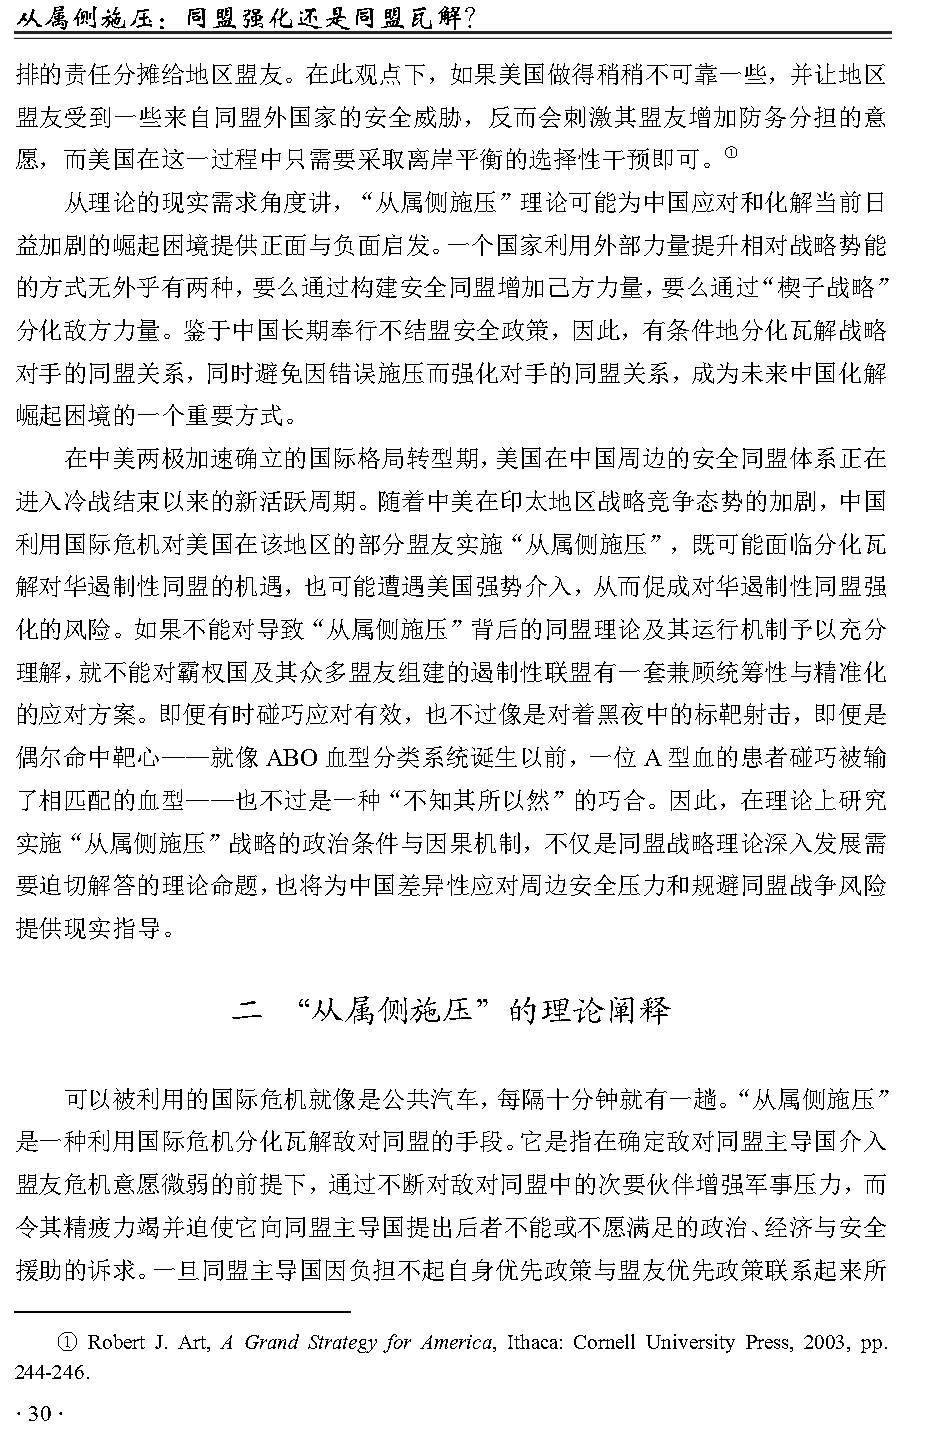 从属侧施压：同盟强化还是同盟瓦解？
排的责任分摊给地区盟友。在此观点下，如果美国做得稍稍不可靠一些，并让地区
盟友受到一些来自同盟外国家的安全威胁，反而会刺激其盟友增加防务分担的意
愿，而美国在这一过程中只需要采取离岸平衡的选择性干预即可。①
从理论的现实需求角度讲，“从属侧施压”理论可能为中国应对和化解当前日
益加剧的崛起困境提供正面与负面启发。一个国家利用外部力量提升相对战略势能
的方式无外乎有两种，要么通过构建安全同盟增加己方力量，要么通过“楔子战略”
分化敌方力量。鉴于中国长期奉行不结盟安全政策，因此，有条件地分化瓦解战略
对手的同盟关系，同时避免因错误施压而强化对手的同盟关系，成为未来中国化解
崛起困境的一个重要方式。
在中美两极加速确立的国际格局转型期，美国在中国周边的安全同盟体系正在
进入冷战结束以来的新活跃周期。随着中美在印太地区战略竞争态势的加剧，中国
利用国际危机对美国在该地区的部分盟友实施“从属侧施压”，既可能面临分化瓦
解对华遏制性同盟的机遇，也可能遭遇美国强势介入，从而促成对华遏制性同盟强
化的风险。如果不能对导致“从属侧施压”背后的同盟理论及其运行机制予以充分
理解，就不能对霸权国及其众多盟友组建的遏制性联盟有一套兼顾统筹性与精准化
的应对方案。即便有时碰巧应对有效，也不过像是对着黑夜中的标靶射击，即便是
偶尔命中靶心——就像 ABO 血型分类系统诞生以前，一位 A 型血的患者碰巧被输
了相匹配的血型——也不过是一种“不知其所以然”的巧合。因此，在理论上研究
实施“从属侧施压”战略的政治条件与因果机制，不仅是同盟战略理论深入发展需
要迫切解答的理论命题，也将为中国差异性应对周边安全压力和规避同盟战争风险
提供现实指导。
二 “从属侧施压”的理论阐释
可以被利用的国际危机就像是公共汽车，每隔十分钟就有一趟。“从属侧施压”
是一种利用国际危机分化瓦解敌对同盟的手段。它是指在确定敌对同盟主导国介入
盟友危机意愿微弱的前提下，通过不断对敌对同盟中的次要伙伴增强军事压力，而
令其精疲力竭并迫使它向同盟主导国提出后者不能或不愿满足的政治、经济与安全
援助的诉求。一旦同盟主导国因负担不起自身优先政策与盟友优先政策联系起来所
① Robert J. Art, A Grand Strategy for America, Ithaca: Cornell University Press, 2003, pp.
244-246.
· 30 ·